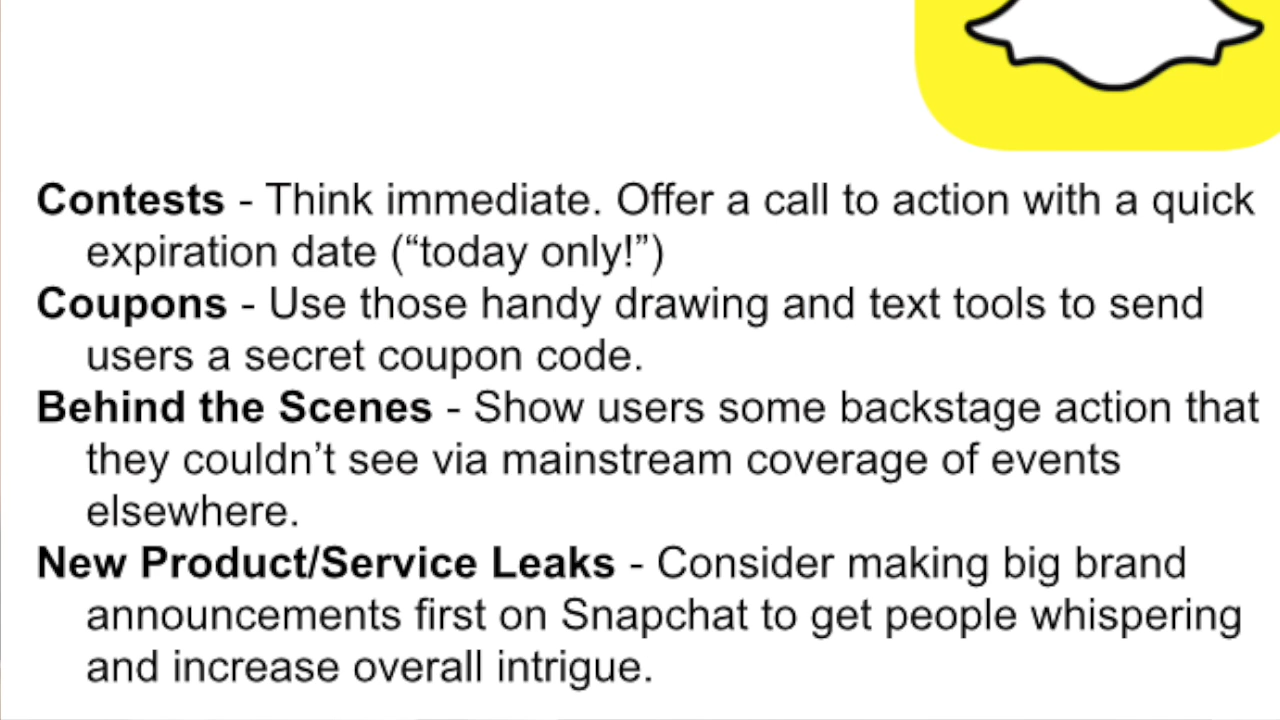 Contests - Think immediate. Offer a call to action with a quick
expiration date (“today only!”)
Coupons - Use those handy drawing and text tools to send
users a secret coupon code.
Behind the Scenes - Show users some backstage action that
they couldn’t see via mainstream coverage of events
elsewhere.
New Product/Service Leaks - Consider making big brand
announcements first on Snapchat to get people whispering
and increase overall intrigue.